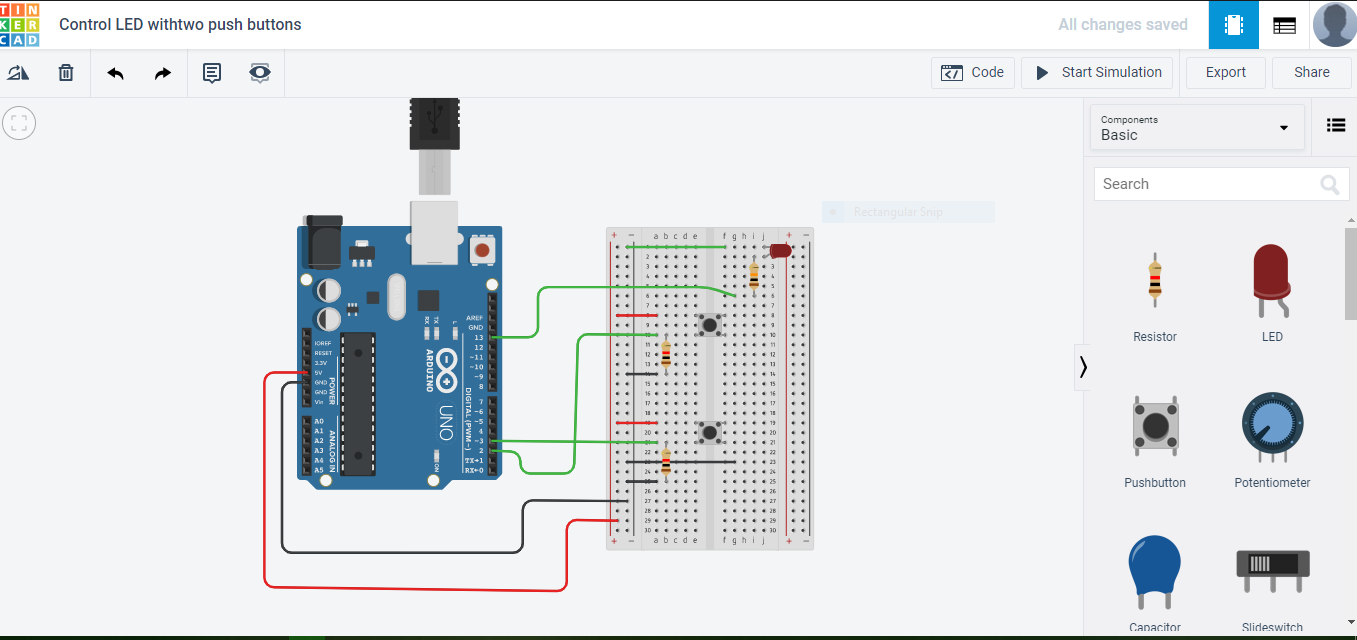 TIN
KER
CAD
Control LED withtwo push buttons
All changes saved
Code
Start Simulation
Export
Share
Components
Basic
Search
Rectangular Snip
Resistor
LED
Pushbutton
Potentiometer
Capacitor
Slideswitch
AREF
GND
13
12
~11
~10
~9
8
7
~6
~5
4
~3
2
TX→1
RX←0
DIGITAL (PWM~)
IOREF
RESET
3.3V
5V
GND
GND
Vin
POWER
A0
A1
A2
A3
A4
A5
ANALOG IN
RX
TX
L
ON
ARDUINO
UNO
+ − a b c d e f g h i j + −
+ − a b c d e f g h i j + −